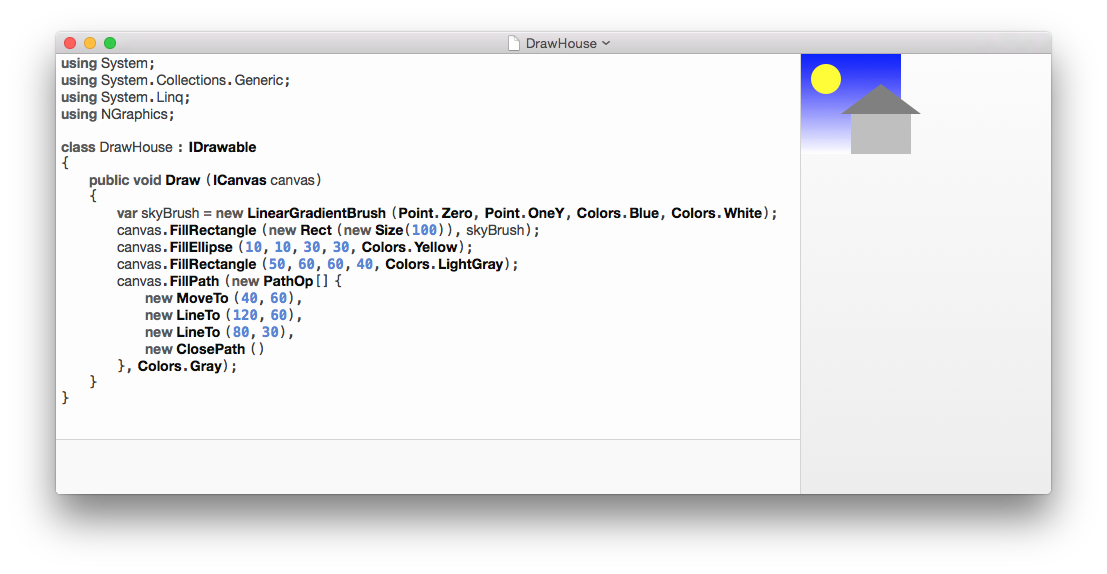 DrawHouse
using System;
using System.Collections.Generic;
using System.Linq;
using NGraphics;
class DrawHouse : IDrawable
{
public void Draw (ICanvas canvas)
{
var skyBrush = new LinearGradientBrush (Point.Zero, Point.OneY, Colors.Blue, Colors.White);
canvas.FillRectangle (new Rect (new Size(100)), skyBrush);
canvas.FillEllipse (10, 10, 30, 30, Colors.Yellow);
canvas.FillRectangle (50, 60, 60, 40, Colors.LightGray);
canvas.FillPath (new PathOp[] {
new MoveTo (40, 60),
new LineTo (120, 60),
new LineTo (80, 30),
new ClosePath ()
}, Colors.Gray);
}
}